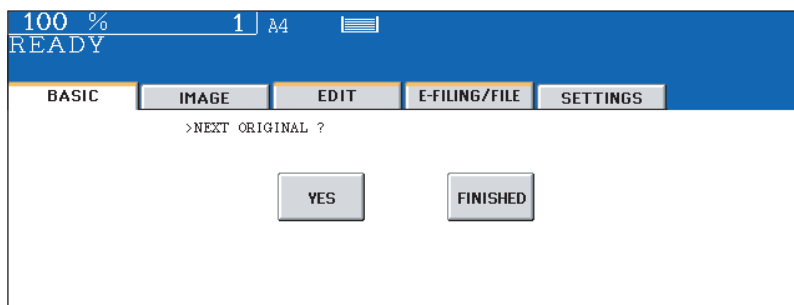 100 % 1 A4
READY
BASIC IMAGE EDIT E-FILING/FILE SETTINGS
>NEXT ORIGINAL ?
YES FINISHED